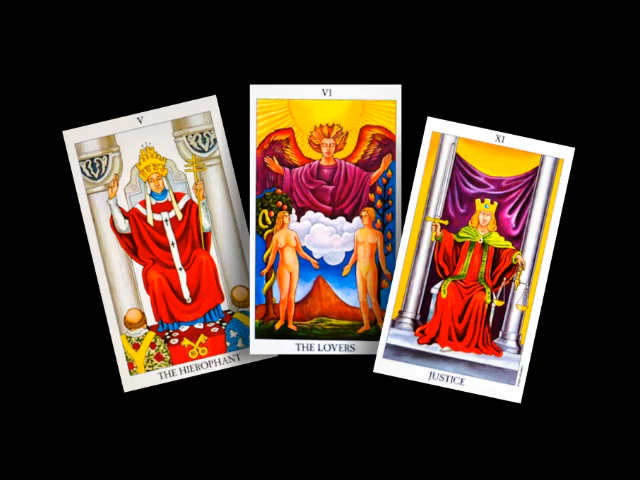 V
THE HIEROPHANT
VI
THE LOVERS
XI
JUSTICE